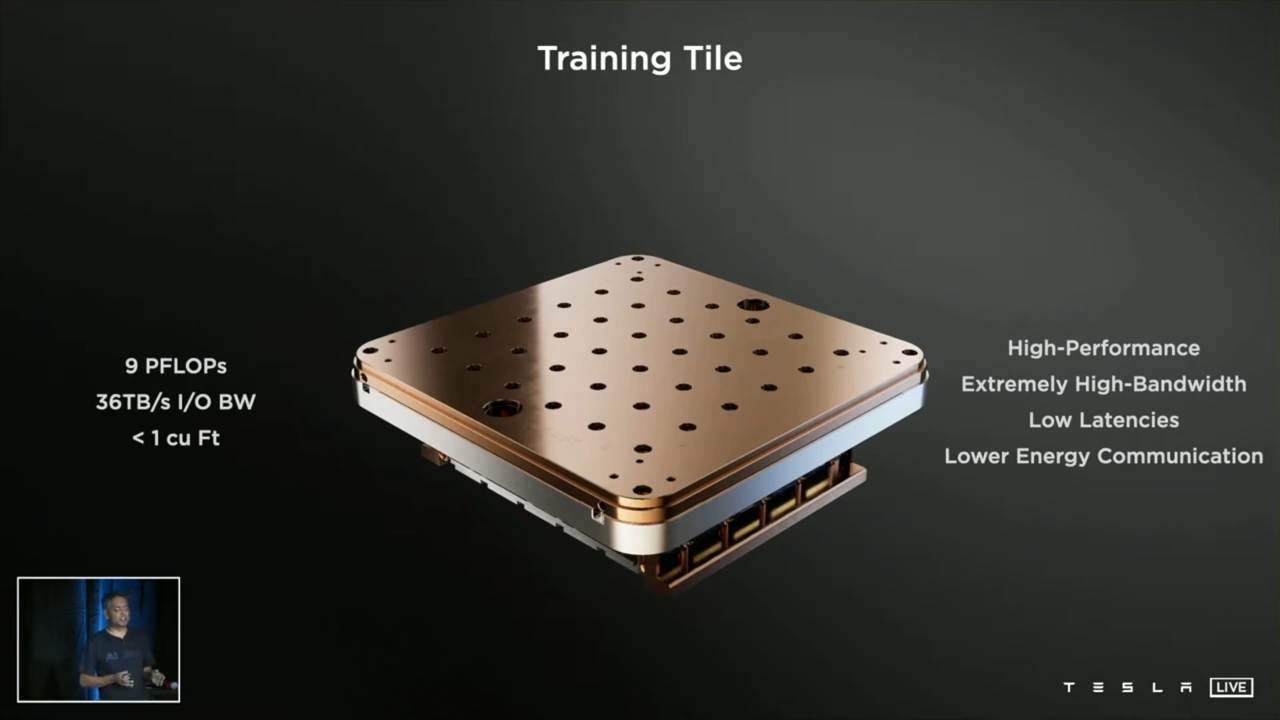 Training Tile
9 PFLOPs
36TB/s I/O BW
< 1 cu Ft
High-Performance
Extremely High-Bandwidth
Low Latencies
Lower Energy Communication
TESLA LIVE